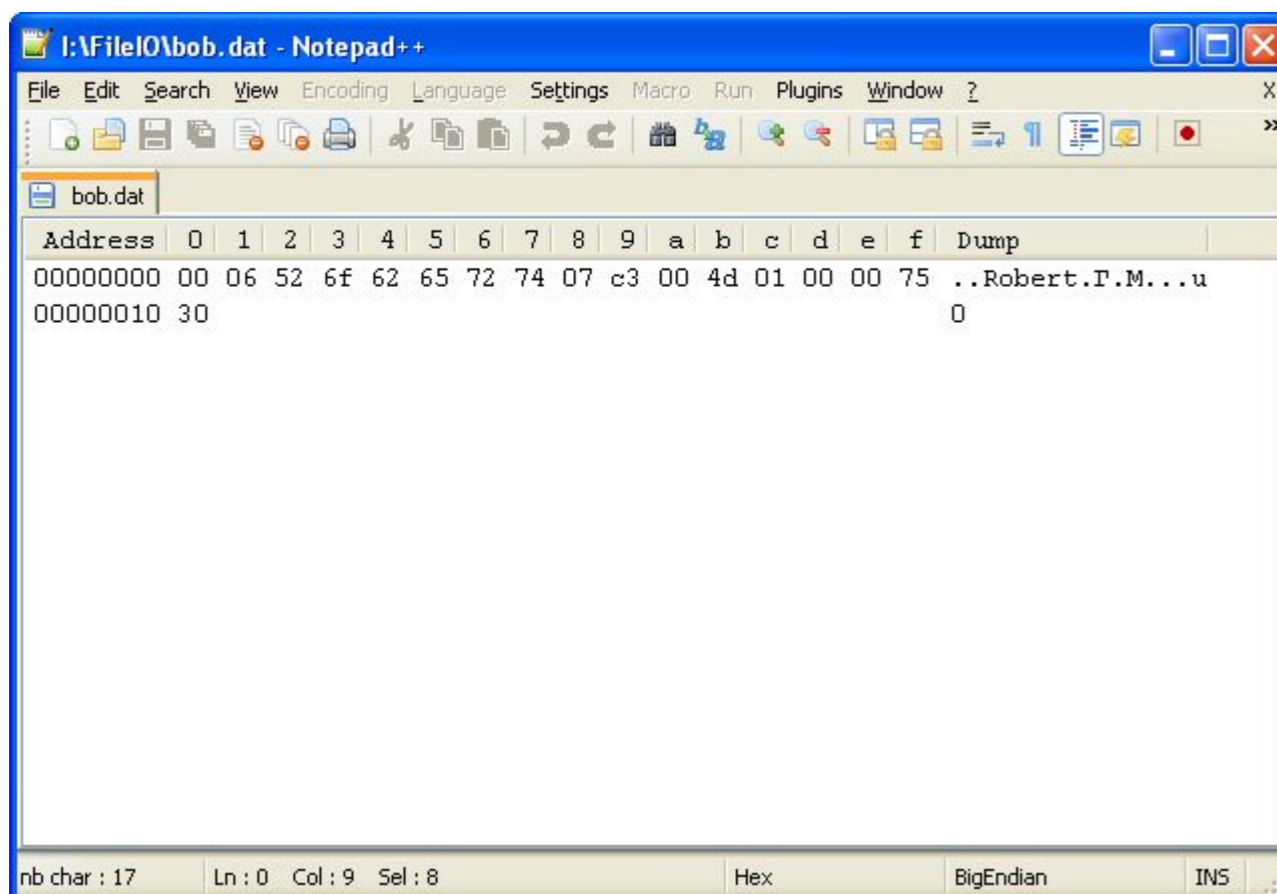 I:\FileIO\bob.dat - Notepad++
File Edit Search View Encoding Language Settings Macro Run Plugins Window ? X
bob.dat
Address 0 1 2 3 4 5 6 7 8 9 a b c d e f Dump
00000000 00 06 52 6f 62 65 72 74 07 c3 00 4d 01 00 00 75 ..Robert.Г.M...u
00000010 30 0
nb char : 17 Ln : 0 Col : 9 Sel : 8 Hex BigEndian INS